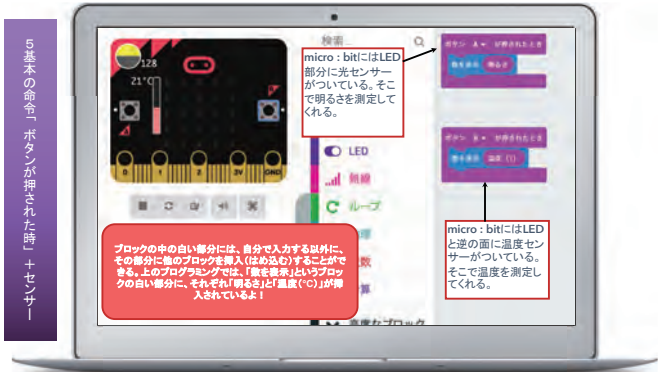 5基本の命令「ボタンが押された時」＋センサー
128
21°C
0
1
2
3V
GND
検索...
micro：bitにはLED
部分に光センサー
がついている。そこ
で明るさを測定して
くれる。
ボタン A が押されたとき
数を表示 明るさ
LED
無線
ループ
高度なブロック
ボタン が押されたとき
数を表示 温度（℃）
micro：bitにはLED
と逆の面に温度セン
サーがついている。
そこで温度を測定し
てくれる。
ブロックの中の白い部分には、自分で入力する以外に、
その部分に他のブロックを挿入（はめ込む）することがで
きる。上のプログラミングでは、「数を表示」というブロッ
クの白い部分に、それぞれ「明るさ」と「温度（℃）」が挿
入されているよ！